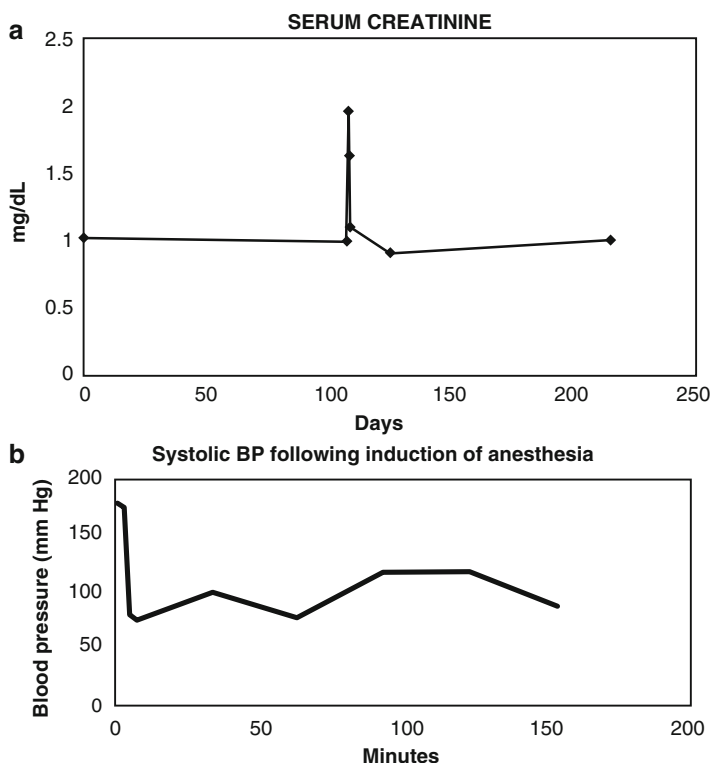 a
SERUM CREATININE
2.5
2
1.5
1
0.5
0
mg/dL
0 50 100 150 200 250
Days
b
Systolic BP following induction of anesthesia
200
150
100
50
0
Blood pressure (mm Hg)
0 50 100 150 200
Minutes